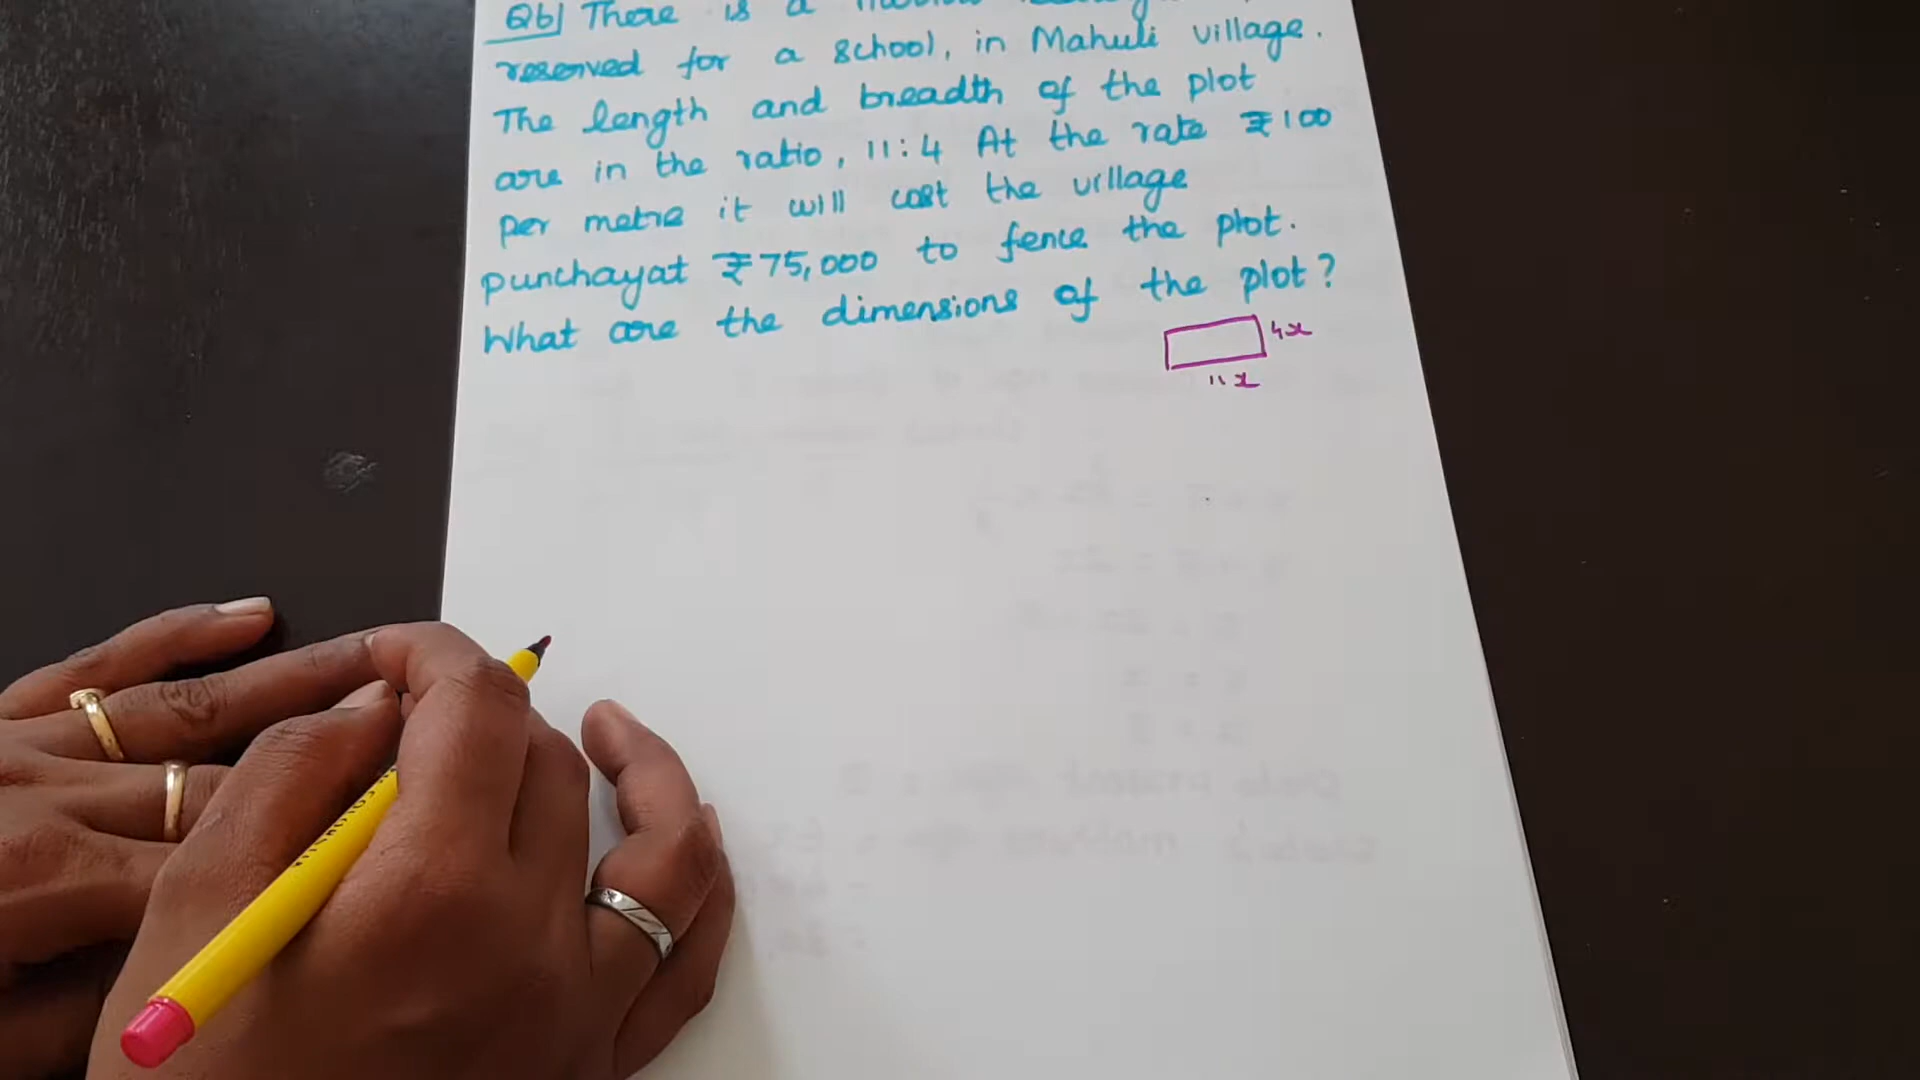 Q6) There is a
reserved for a school, in Mahuli village.
The length and breadth of the plot
are in the ratio, 11:4 At the rate ₹100
per metre it will cost the village
punchayat ₹75,000 to fence the plot.
What are the dimensions of the plot?
4x
11x